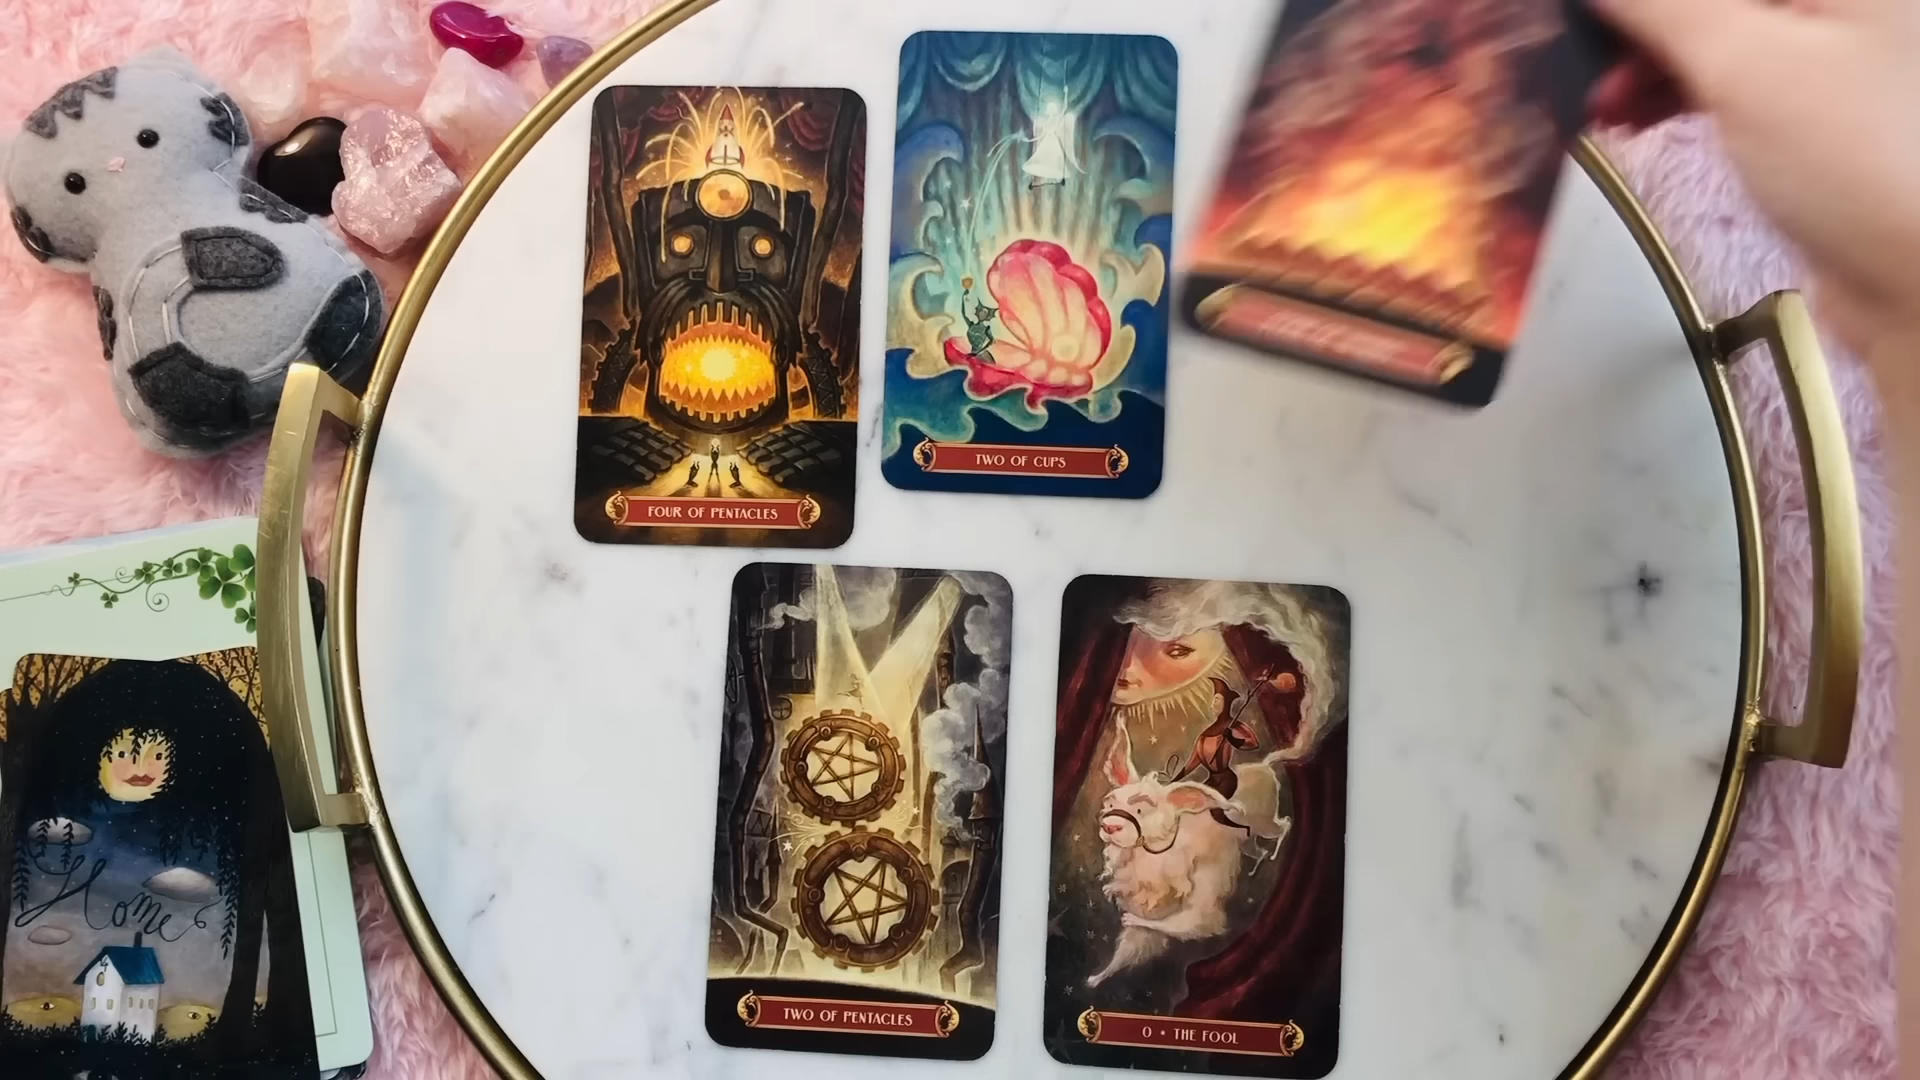 TWO OF CUPS
FOUR OF PENTACLES
Home
TWO OF PENTACLES
0 • THE FOOL